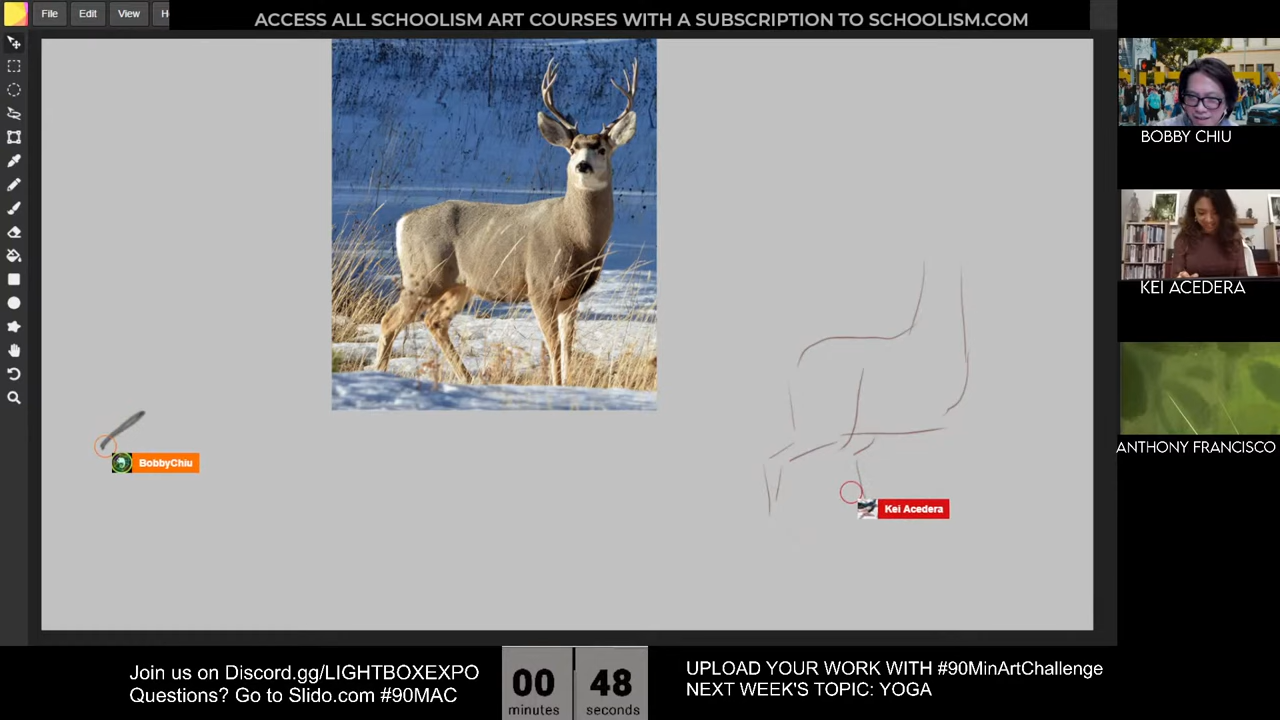 ACCESS ALL SCHOOLISM ART COURSES WITH A SUBSCRIPTION TO SCHOOLISM.COM
File Edit View H
BOBBY CHIU
KEI ACEDERA
ANTHONY FRANCISCO
BobbyChiu
Kei Acedera
Join us on Discord.gg/LIGHTBOXEXPO
Questions? Go to Slido.com #90MAC
00 48
minutes seconds
UPLOAD YOUR WORK WITH #90MinArtChallenge
NEXT WEEK'S TOPIC: YOGA